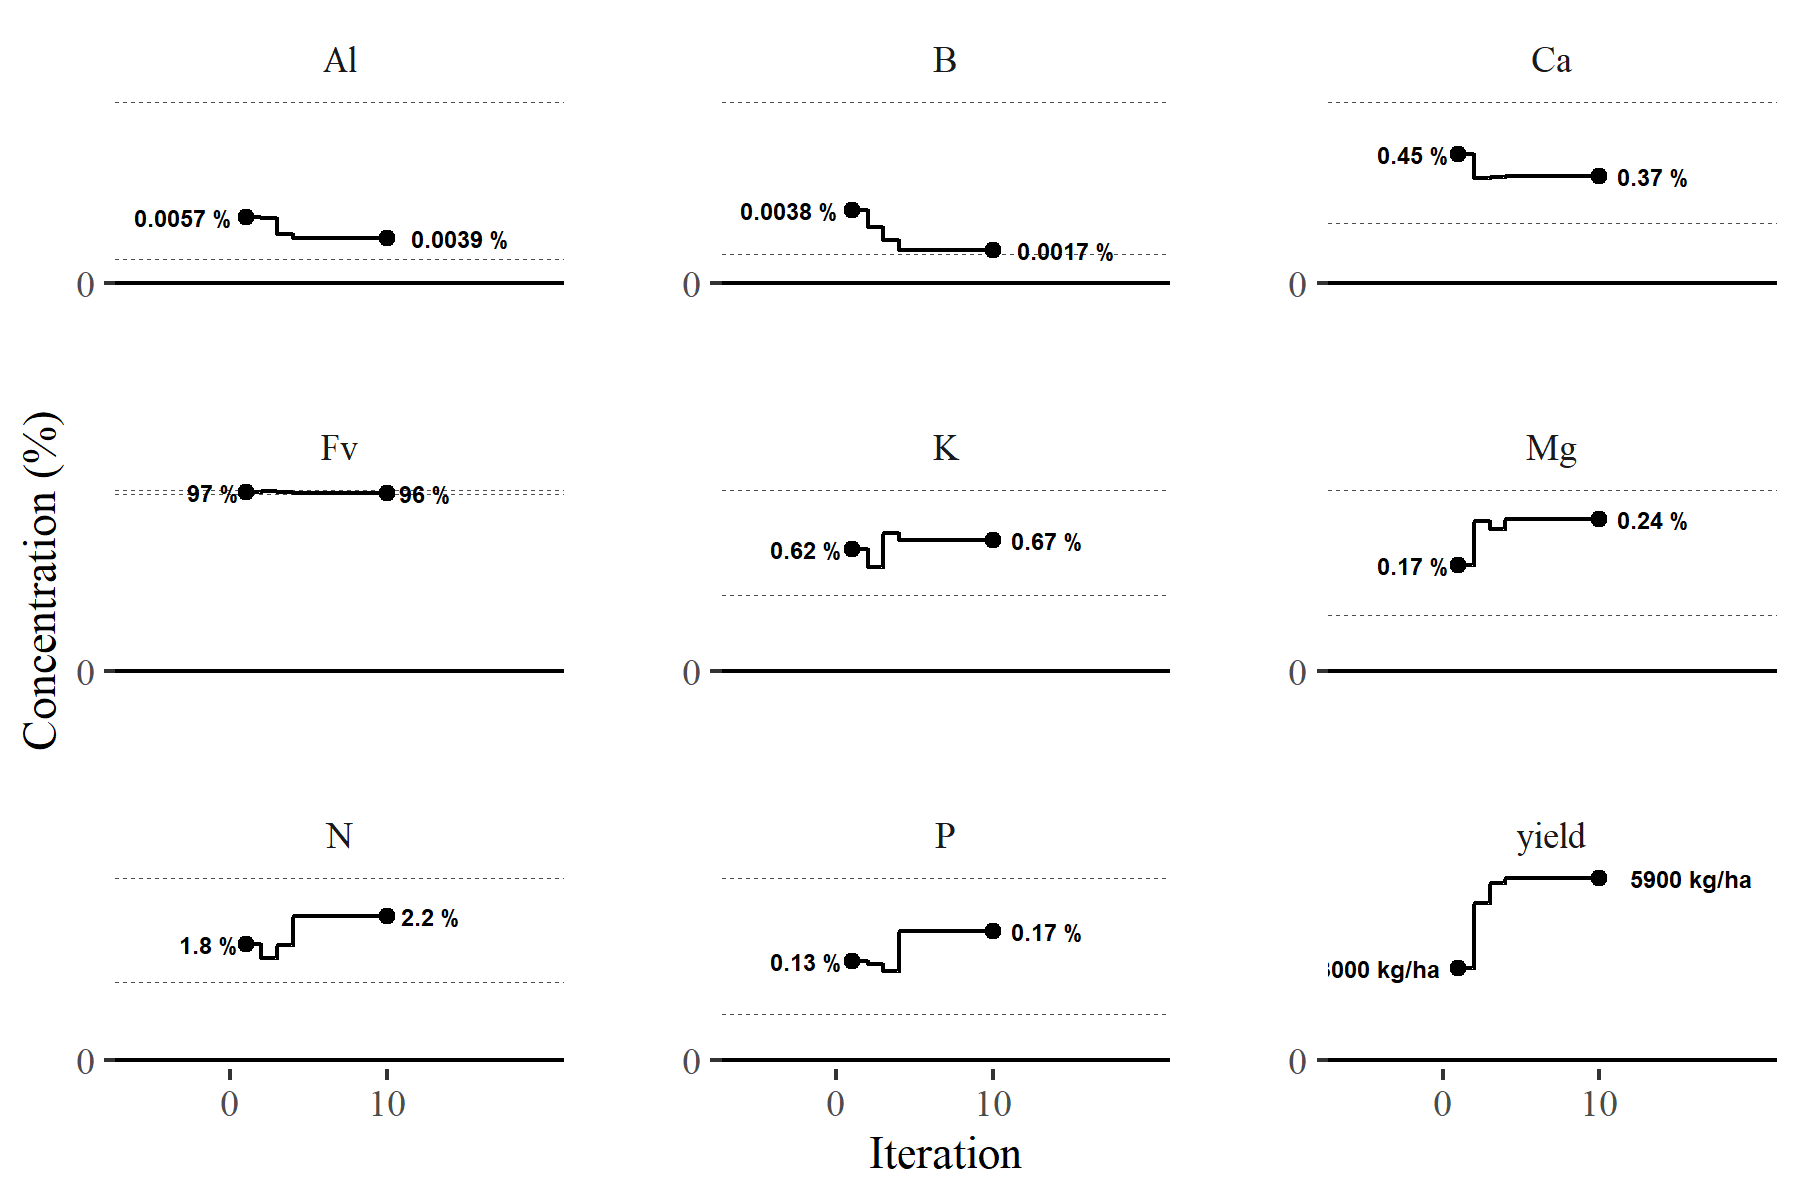 Al
B
Ca
0.0057 %
0.0039 %
0
0.0038 %
0.0017 %
0
0.45 %
0.37 %
0
Concentration (%)
Fv
K
Mg
97 %
96 %
0
0.62 %
0.67 %
0
0.17 %
0.24 %
0
N
P
yield
1.8 %
2.2 %
0
0.13 %
0.17 %
0
000 kg/ha
5900 kg/ha
0
0
10
0
10
0
10
Iteration